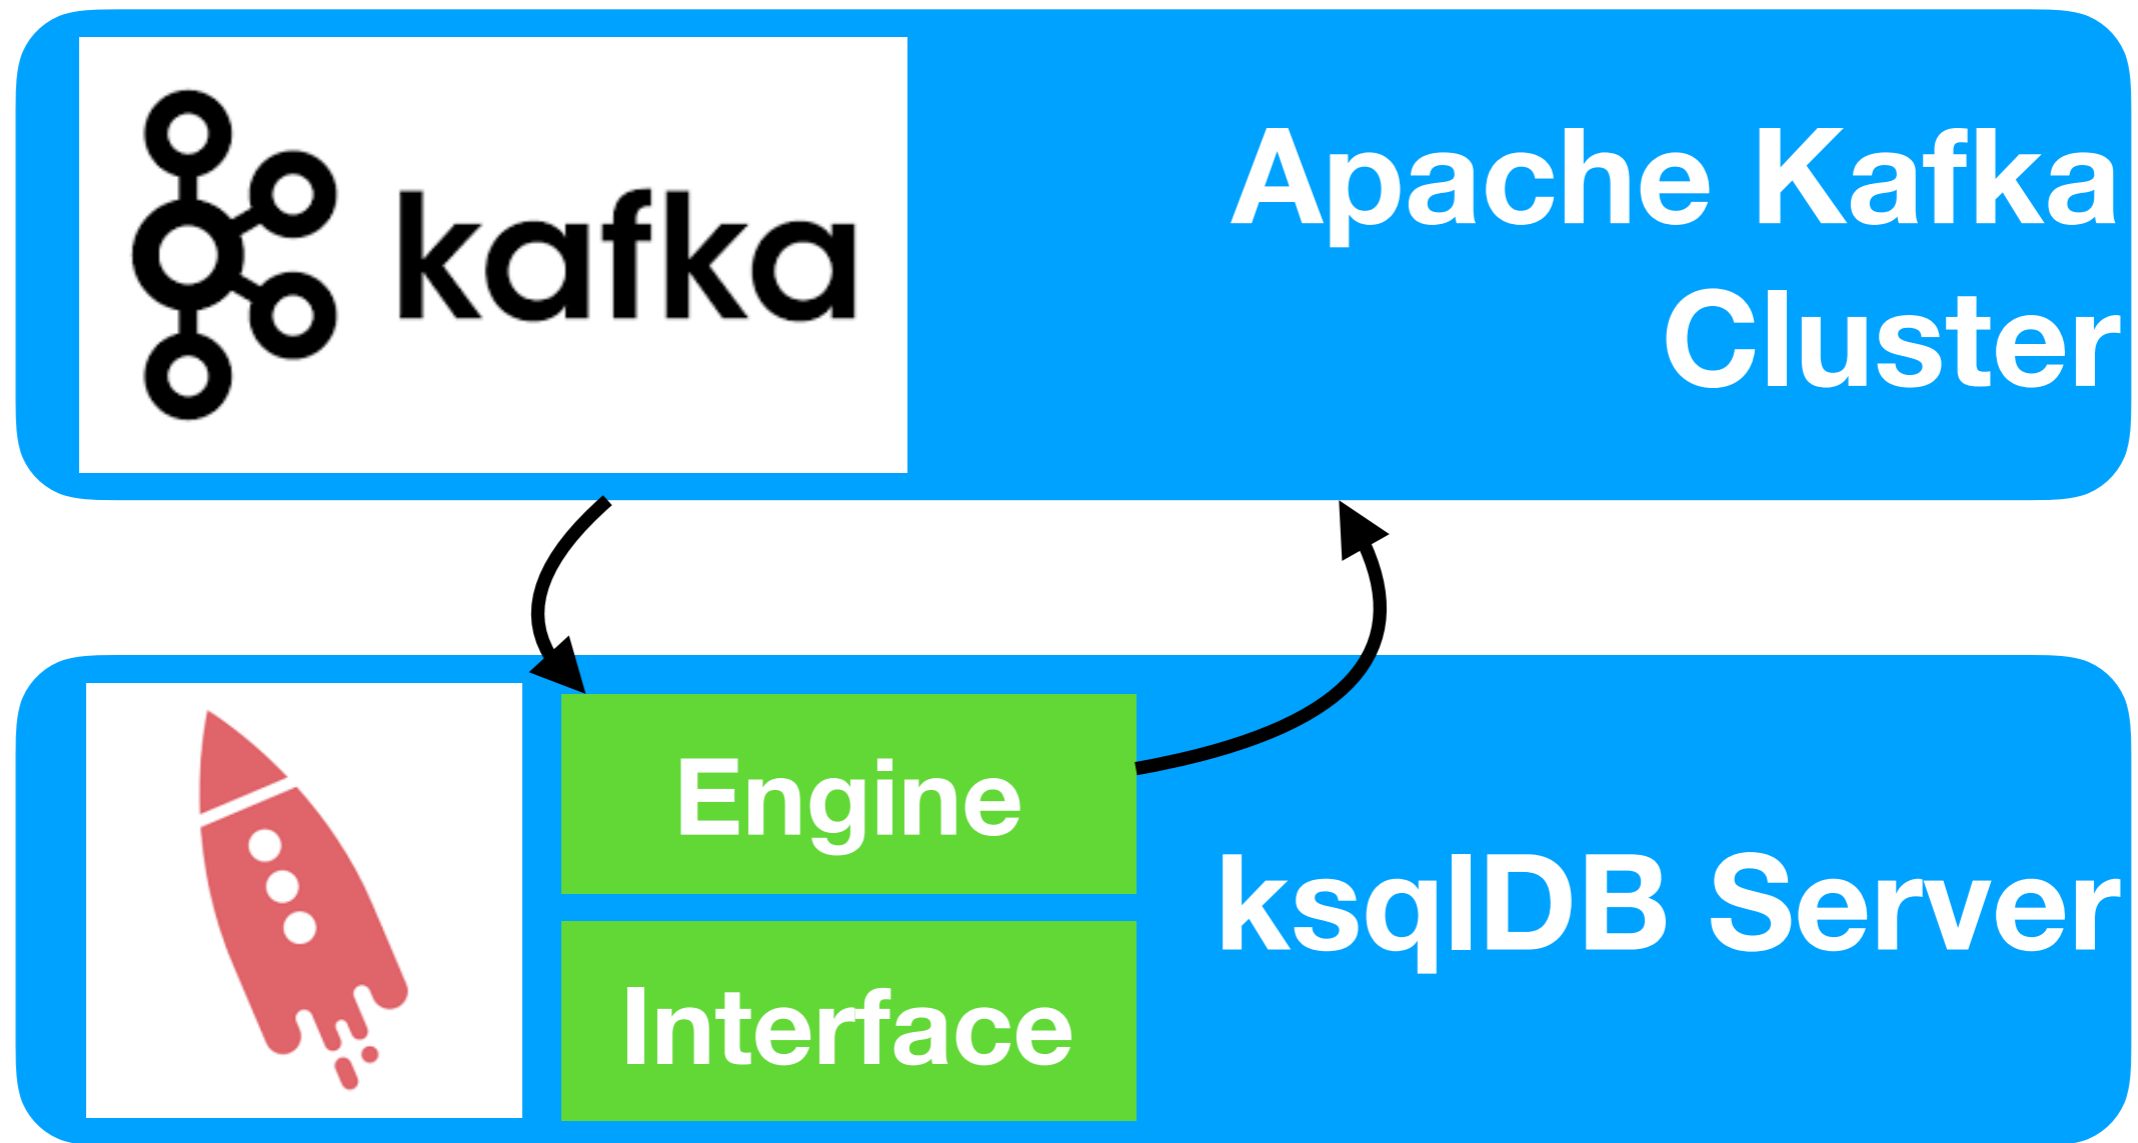 kafka
Apache Kafka
Cluster
Engine
Interface
ksqlDB Server